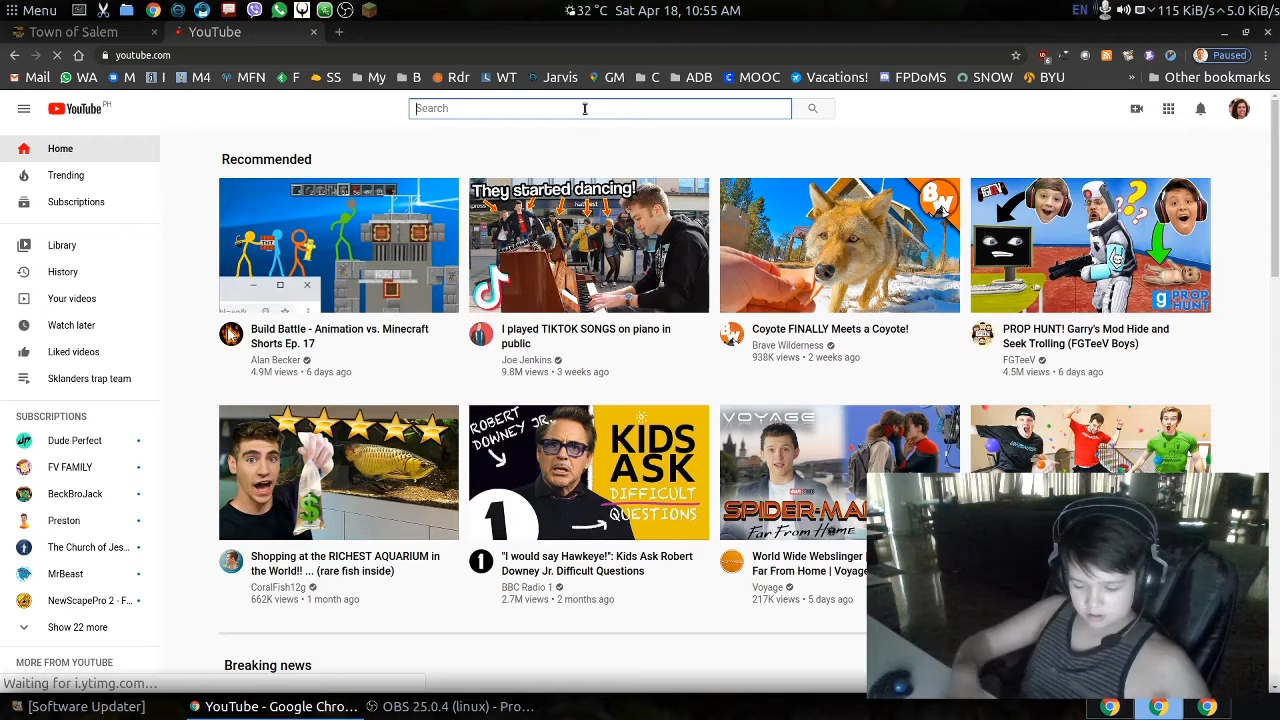 Menu
32 °C Sat Apr 18, 10:55 AM
EN
115 KiB/s 5.0 KiB/s
Town of Salem
YouTube
youtube.com
Paused
Mail WA M I M4 MFN F SS My B Rdr WT Jarvis GM C ADB MOOC Vacations! FPDoMS SNOW BYU » Other bookmarks
YouTube PH
Search
Home
Trending
Subscriptions
Library
History
Your videos
Watch later
Liked videos
Sklanders trap team
SUBSCRIPTIONS
Dude Perfect
FV FAMILY
BeckBroJack
Preston
The Church of Jes...
MrBeast
NewScapePro 2 - F...
Show 22 more
MORE FROM YOUTUBE
Recommended
TNT
Build Battle - Animation vs. Minecraft
Shorts Ep. 17
Alan Becker
4.9M views • 6 days ago
They started dancing!
I played TIKTOK SONGS on piano in
public
Joe Jenkins
9.8M views • 3 weeks ago
BW
Coyote FINALLY Meets a Coyote!
Brave Wilderness
938K views • 2 weeks ago
PROP
HUNT
PROP HUNT! Garry's Mod Hide and
Seek Trolling (FGTeeV Boys)
FGTeeV
4.5M views • 6 days ago
Shopping at the RICHEST AQUARIUM in
the World!! ... (rare fish inside)
CoralFish12g
662K views • 1 month ago
ROBERT
DOWNEY JR.
1
KIDS
ASK
DIFFICULT
QUESTIONS
"I would say Hawkeye!": Kids Ask Robert
Downey Jr. Difficult Questions
BBC Radio 1
2.7M views • 2 months ago
VOYAGE
MARVEL STUDIOS
SPIDER-MA
FAR FROM HOME
World Wide Webslinger
Far From Home | Voyage
Voyage
217K views • 5 days ago
Breaking news
Waiting for i.ytimg.com...
[Software Updater]
YouTube - Google Chro...
OBS 25.0.4 (linux) - Pro...